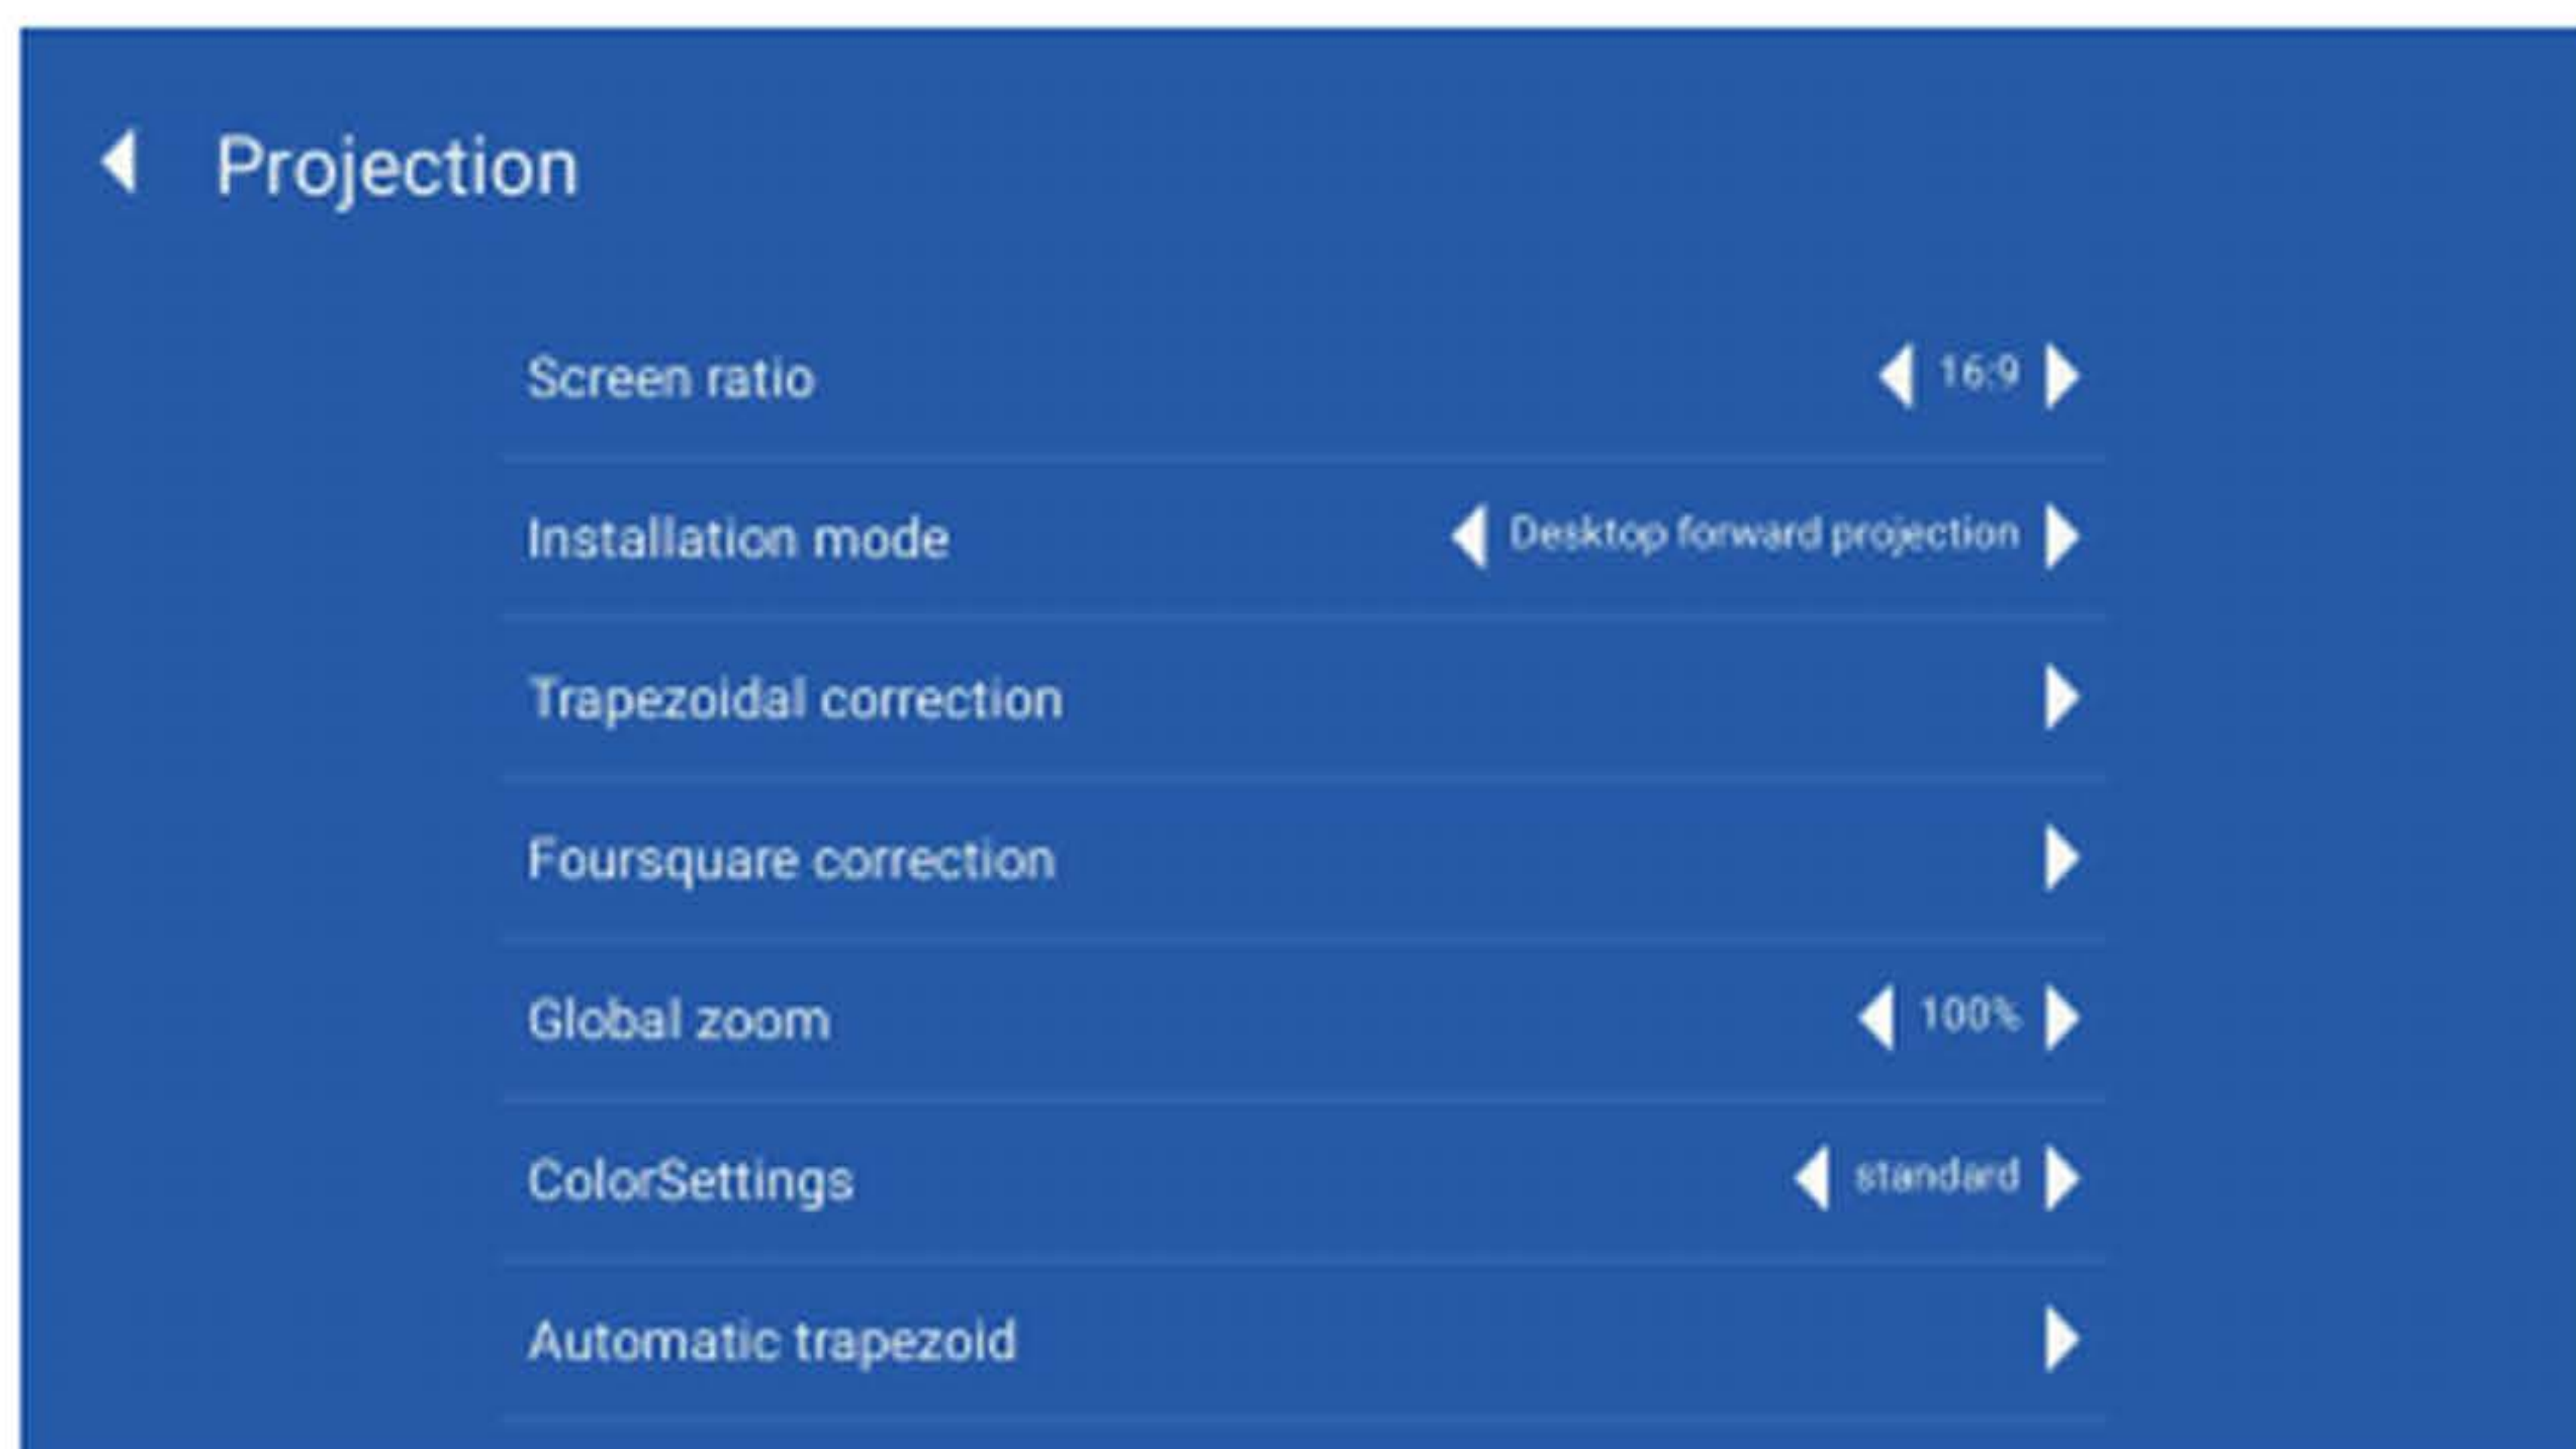 Projection
Screen ratio 16:9
Installation mode Desktop forward projection
Trapezoidal correction
Foursquare correction
Global zoom 100%
ColorSettings standard
Automatic trapezoid